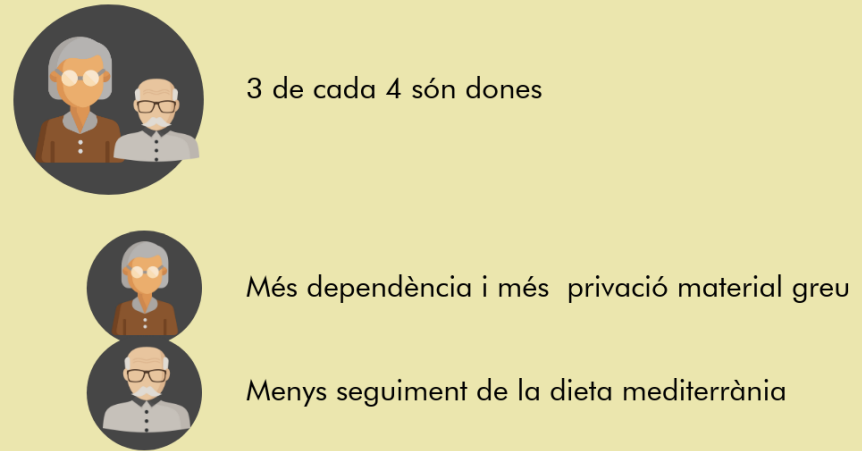 3 de cada 4 són dones
Més dependència i més  privació material greu
Menys seguiment de la dieta mediterrània